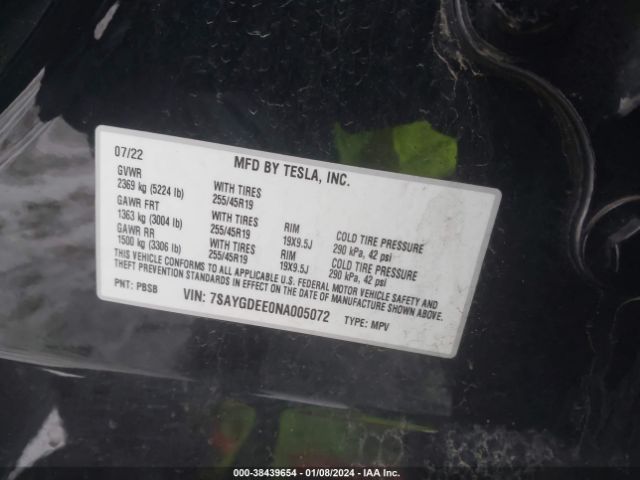 07/22
MFD BY TESLA, INC.
GVWR
2369 kg (5224 lb)
WITH TIRES
255/45R19
GAWR FRT
1363 kg (3004 lb)
WITH TIRES
255/45R19
RIM
19X9.5J
COLD TIRE PRESSURE
290 kPa, 42 psi
GAWR RR
1500 kg (3306 lb)
WITH TIRES
255/45R19
RIM
19X9.5J
COLD TIRE PRESSURE
290 kPa, 42 psi
THIS VEHICLE CONFORMS TO ALL APPLICABLE U.S. FEDERAL MOTOR VEHICLE SAFETY AND
THEFT PREVENTION STANDARDS IN EFFECT ON THE DATE OF MANUFACTURE SHOWN ABOVE.
PNT: PBSB
VIN: 7SAYGDEE0NA005072
TYPE: MPV
000-38439654 - 01/08/2024 - IAA Inc.